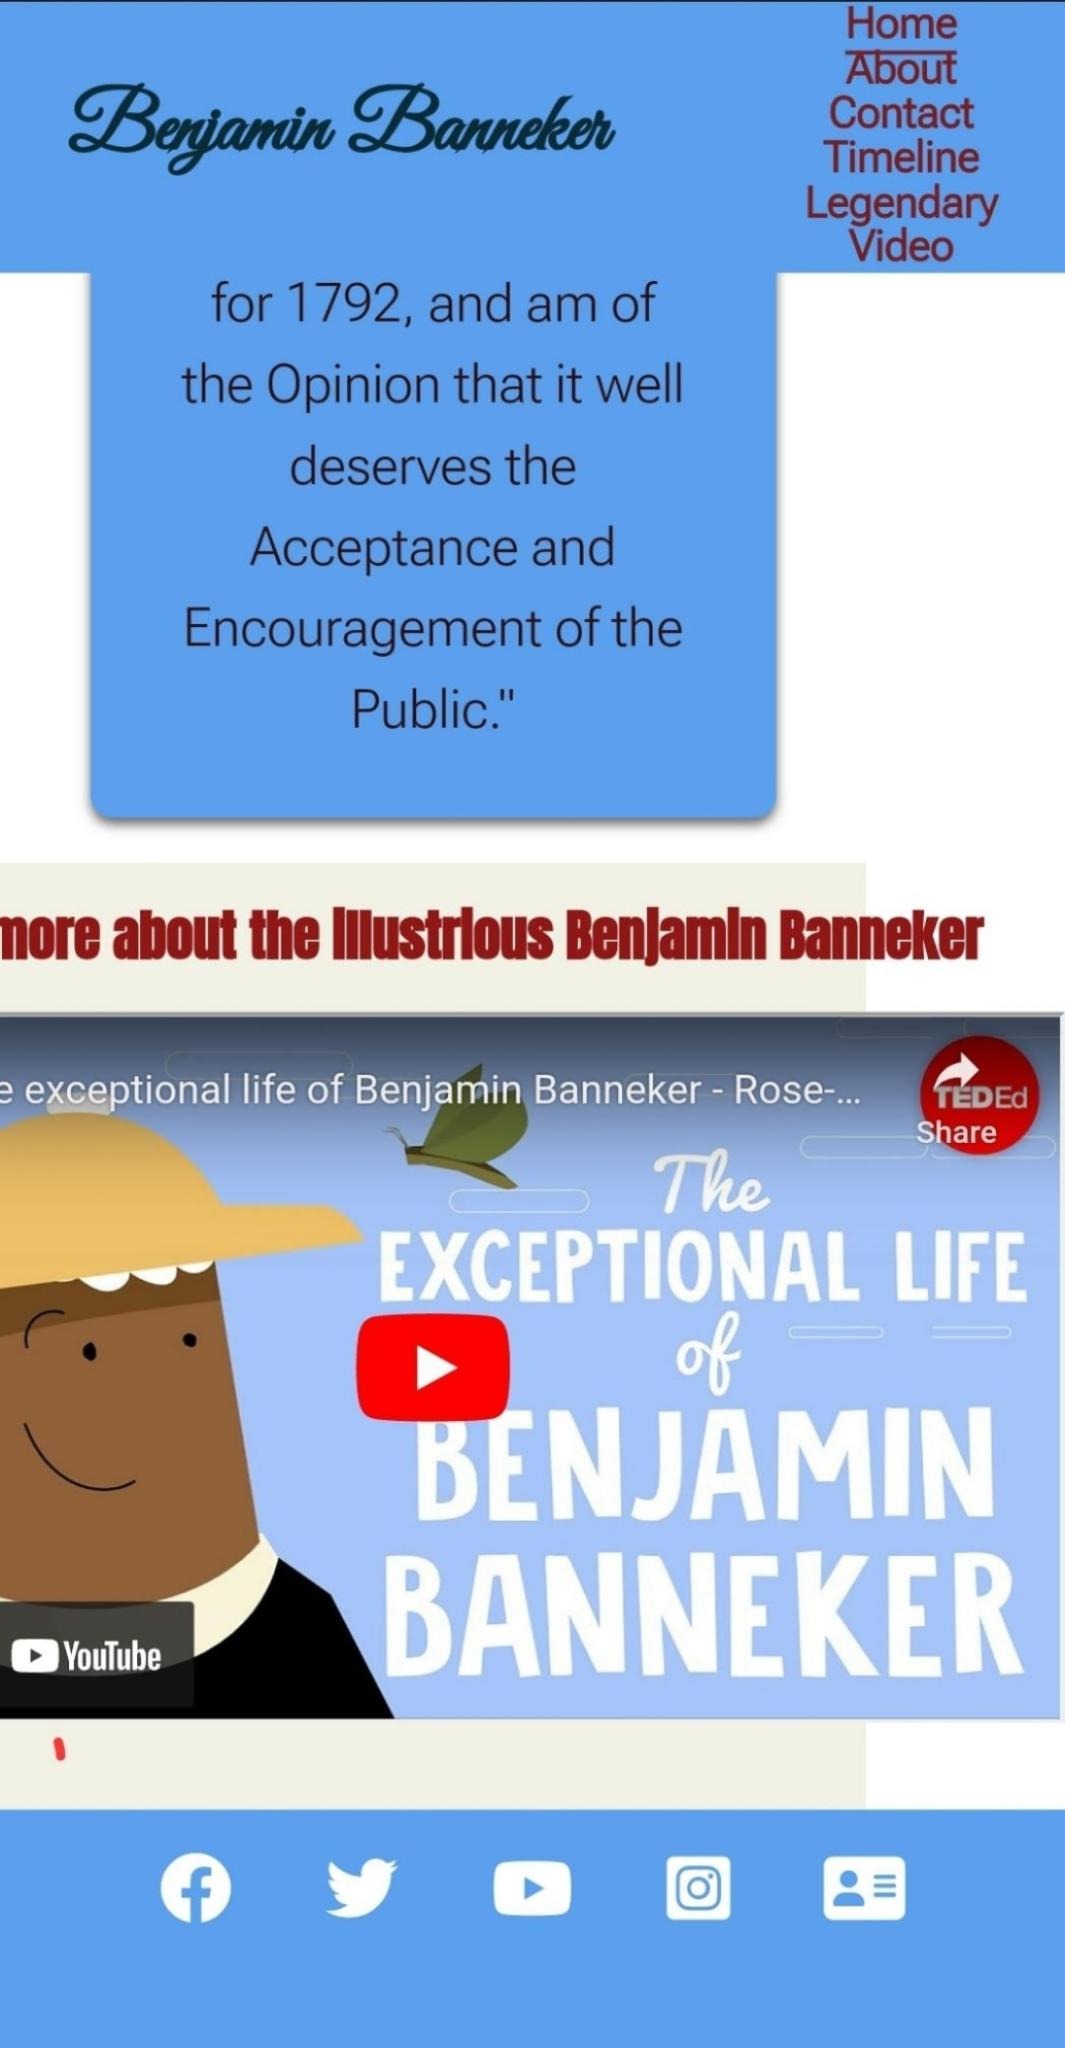 Benjamin Banneker
Home
About
Contact
Timeline
Legendary
Video
for 1792, and am of
the Opinion that it well
deserves the
Acceptance and
Encouragement of the
Public."
more about the Illustrious Benjamin Banneker
e exceptional life of Benjamin Banneker - Rose-...
TEDEd
Share
The
EXCEPTIONAL LIFE
of
BENJAMIN
BANNEKER
YouTube